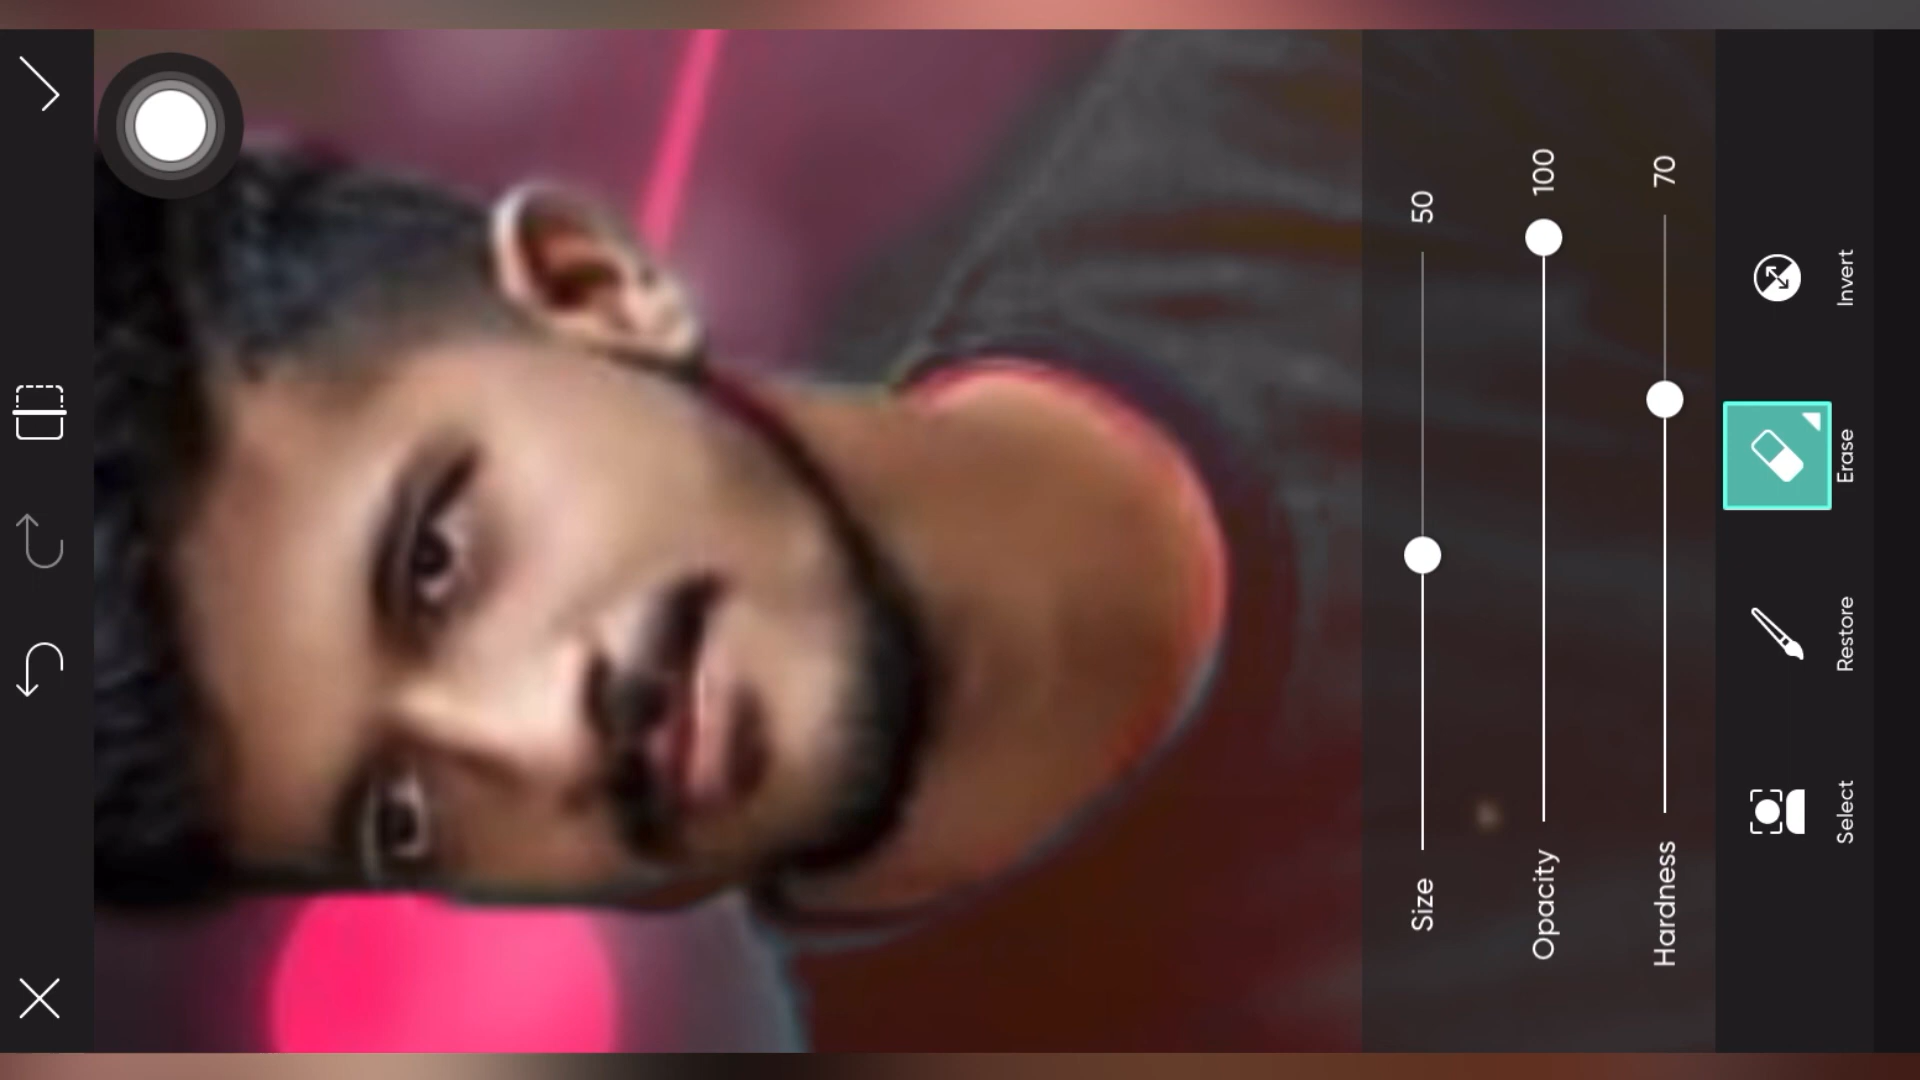 Size 50
Opacity 100
Hardness 70
Select
Restore
Erase
Invert